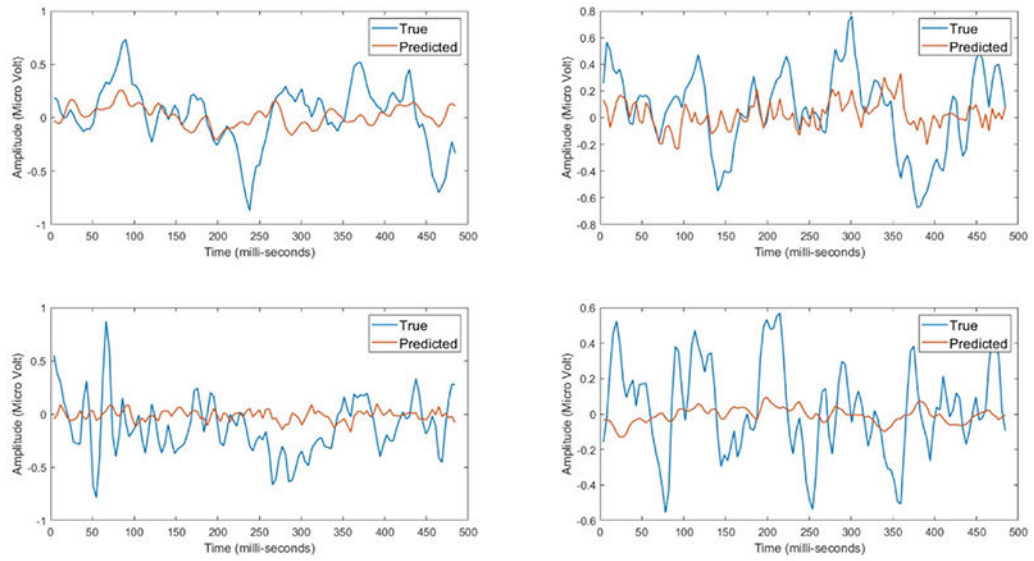 1
0.5
0
-0.5
-1
Amplitude (Micro Volt)
0 50 100 150 200 250 300 350 400 450 500
Time (milli-seconds)
True
Predicted
0.8
0.6
0.4
0.2
0
-0.2
-0.4
-0.6
-0.8
Amplitude (Micro Volt)
0 50 100 150 200 250 300 350 400 450 500
Time (milli-seconds)
True
Predicted
1
0.5
0
-0.5
-1
Amplitude (Micro Volt)
0 50 100 150 200 250 300 350 400 450 500
Time (milli-seconds)
True
Predicted
0.6
0.4
0.2
0
-0.2
-0.4
-0.6
Amplitude (Micro Volt)
0 50 100 150 200 250 300 350 400 450 500
Time (milli-seconds)
True
Predicted